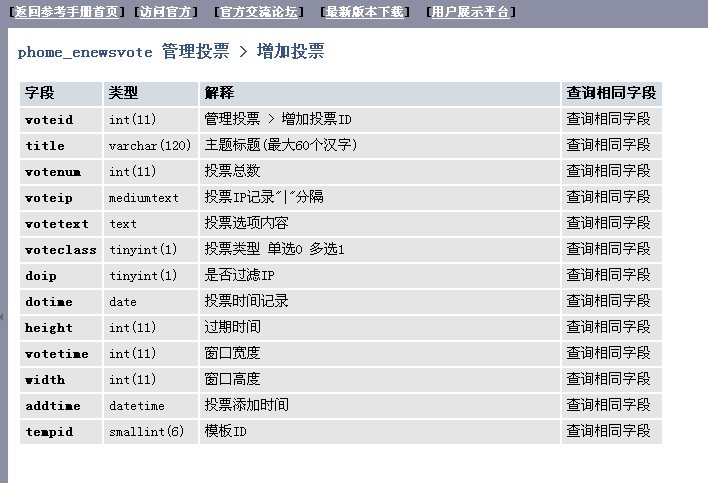 [返回参考手册首页] [访问官方] [官方交流论坛] [最新版本下载] [用户展示平台]
phome_enewsvote 管理投票 > 增加投票
字段 类型 解释 查询相同字段
voteid int(11) 管理投票 > 增加投票ID 查询相同字段
title varchar(120) 主题标题(最大60个汉字) 查询相同字段
votenum int(11) 投票总数 查询相同字段
voteip mediumtext 投票IP记录"|"分隔 查询相同字段
votetext text 投票选项内容 查询相同字段
voteclass tinyint(1) 投票类型 单选0 多选1 查询相同字段
doip tinyint(1) 是否过滤IP 查询相同字段
dotime date 投票时间记录 查询相同字段
height int(11) 过期时间 查询相同字段
votetime int(11) 窗口宽度 查询相同字段
width int(11) 窗口高度 查询相同字段
addtime datetime 投票添加时间 查询相同字段
tempid smallint(6) 模板ID 查询相同字段